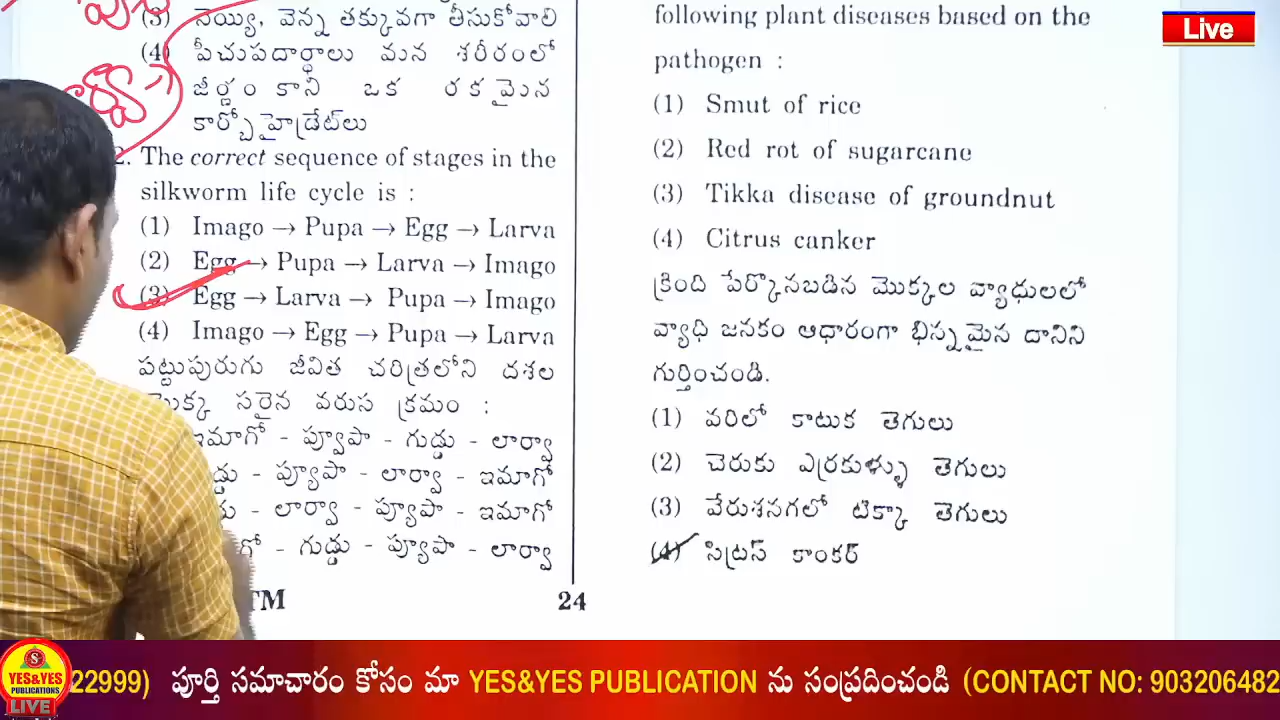 (3) నెయ్యి, వెన్న తక్కువగా తీసుకోవాలి
(4) పీచుపదార్థాలు మన శరీరంలో
జీర్ణం కాని ఒక రకమైన
కార్బోహైడ్రేట్‌లు
2. The correct sequence of stages in the
silkworm life cycle is :
(1) Imago → Pupa → Egg → Larva
(2) Egg → Pupa → Larva → Imago
(3) Egg → Larva → Pupa → Imago
(4) Imago → Egg → Pupa → Larva
పట్టుపురుగు జీవిత చరిత్రలోని దశల
సరైన వరుస క్రమం :
ఇమాగో - ప్యూపా - గుడ్డు - లార్వా
- ప్యూపా - లార్వా - ఇమాగో
- లార్వా - ప్యూపా - ఇమాగో
- గుడ్డు - ప్యూపా - లార్వా
TM
24
following plant diseases based on the
pathogen :
(1) Smut of rice
(2) Red rot of sugarcane
(3) Tikka disease of groundnut
(4) Citrus canker
క్రింది పేర్కొనబడిన మొక్కల వ్యాధులలో
వ్యాధి జనకం ఆధారంగా భిన్నమైన దానిని
గుర్తించండి.
(1) వరిలో కాటుక తెగులు
(2) చెరుకు ఎర్రకుళ్ళు తెగులు
(3) వేరుశనగలో టిక్కా తెగులు
(4) సిట్రస్ కాంకర్
Live
YES&YES
PUBLICATIONS
LIVE
22999) పూర్తి సమాచారం కోసం మా YES&YES PUBLICATION ను సంప్రదించండి (CONTACT NO: 903206482